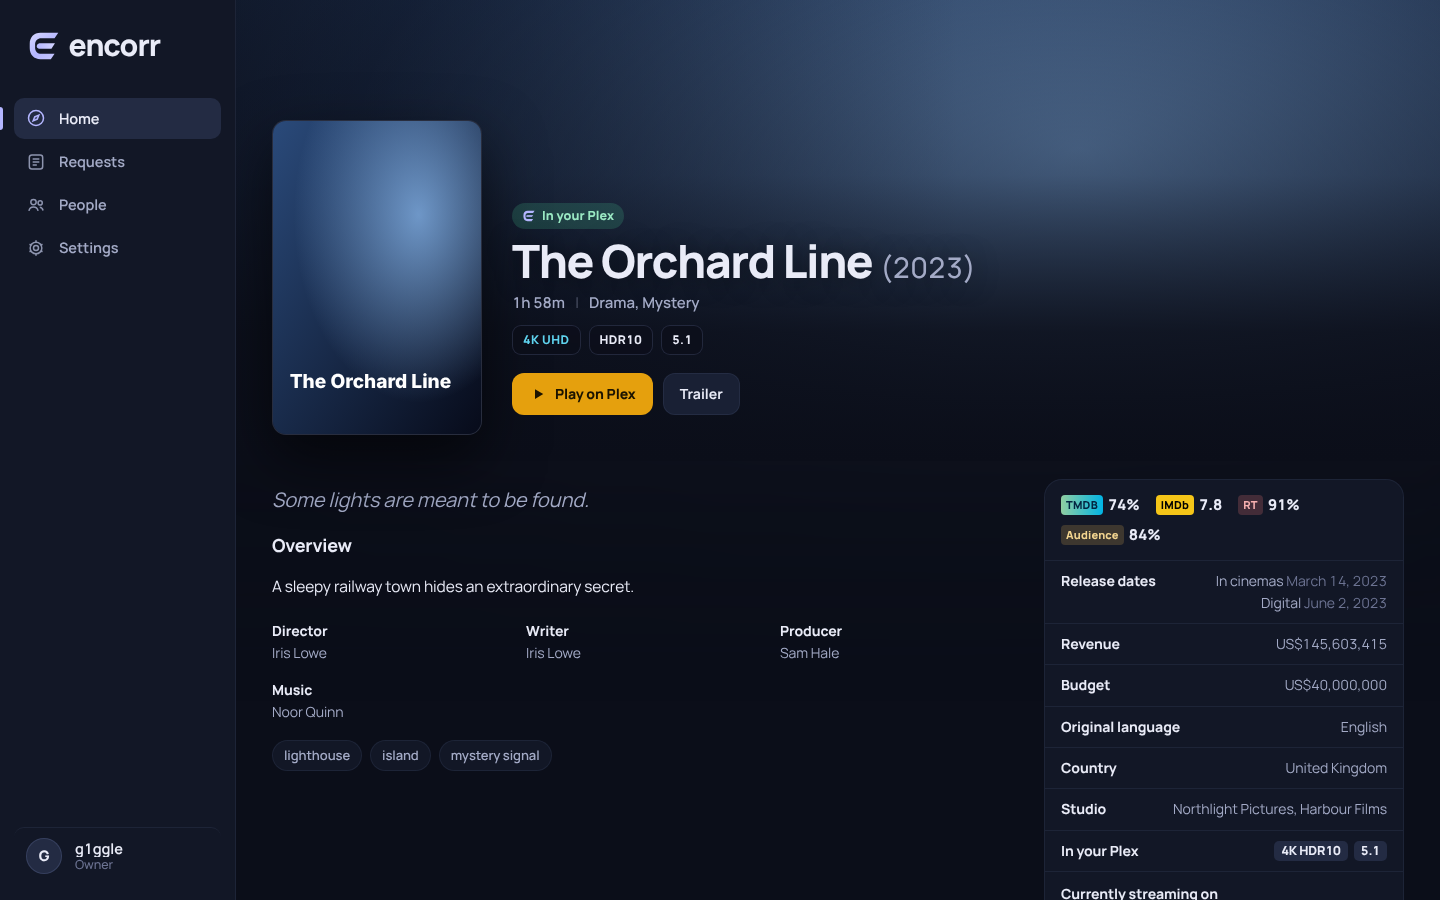 encorr
Home
Requests
People
Settings
g1ggle
G
Owner
The Orchard Line
In your Plex
The Orchard Line (2023)
1h 58m | Drama, Mystery
4K UHD HDR10 5.1
Play on Plex Trailer
Some lights are meant to be found.
Overview
A sleepy railway town hides an extraordinary secret.
Director Writer Producer
Iris Lowe Iris Lowe Sam Hale
Music
Noor Quinn
lighthouse island mystery signal
TMDB 74% IMDb 7.8 RT 91%
Audience 84%
Release dates In cinemas March 14, 2023
Digital June 2, 2023
Revenue US$145,603,415
Budget US$40,000,000
Original language English
Country United Kingdom
Studio Northlight Pictures, Harbour Films
In your Plex 4K HDR10 5.1
Currently streaming on